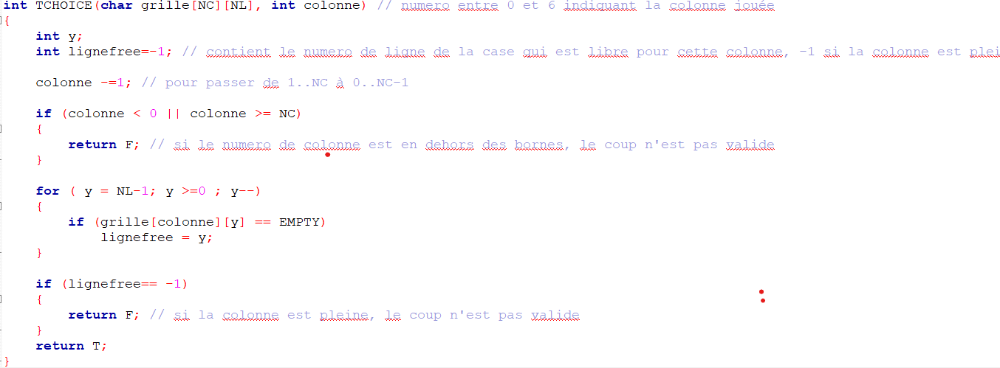 int TCHOICE(char grille[NC][NL], int colonne) // numero entre 0 et 6 indiquant la colonne jouée
{
int y;
int lignefree=-1; // contient le numero de ligne de la case qui est libre pour cette colonne, -1 si la colonne est plei
colonne -=1; // pour passer de 1..NC à 0..NC-1
if (colonne < 0 || colonne >= NC)
{
return F; // si le numero de colonne est en dehors des bornes, le coup n'est pas valide
}
for ( y = NL-1; y >=0 ; y--)
{
if (grille[colonne][y] == EMPTY)
lignefree = y;
}
if (lignefree== -1)
{
return F; // si la colonne est pleine, le coup n'est pas valide
}
return T;
}